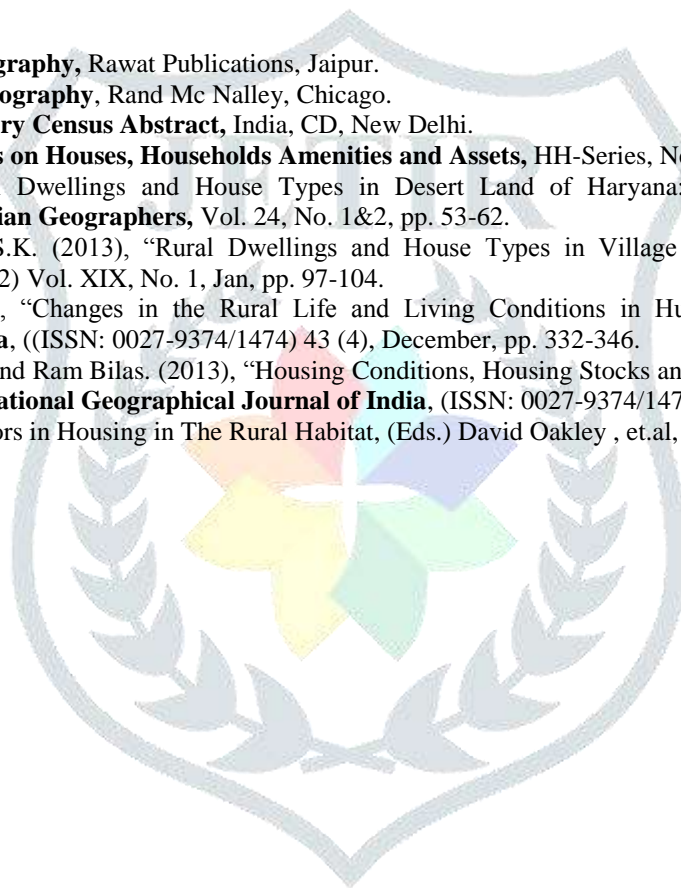 graphy, Rawat Publications, Jaipur.
ography, Rand Mc Nalley, Chicago.
ry Census Abstract, India, CD, New Delhi.
s on Houses, Households Amenities and Assets, HH-Series, Ne
Dwellings and House Types in Desert Land of Haryana:
ian Geographers, Vol. 24, No. 1&2, pp. 53-62.
S.K. (2013), “Rural Dwellings and House Types in Village
2) Vol. XIX, No. 1, Jan, pp. 97-104.
, “Changes in the Rural Life and Living Conditions in Hu
a, ((ISSN: 0027-9374/1474) 43 (4), December, pp. 332-346.
nd Ram Bilas. (2013), “Housing Conditions, Housing Stocks an
ational Geographical Journal of India, (ISSN: 0027-9374/147
ors in Housing in The Rural Habitat, (Eds.) David Oakley , et.al,
JETIR